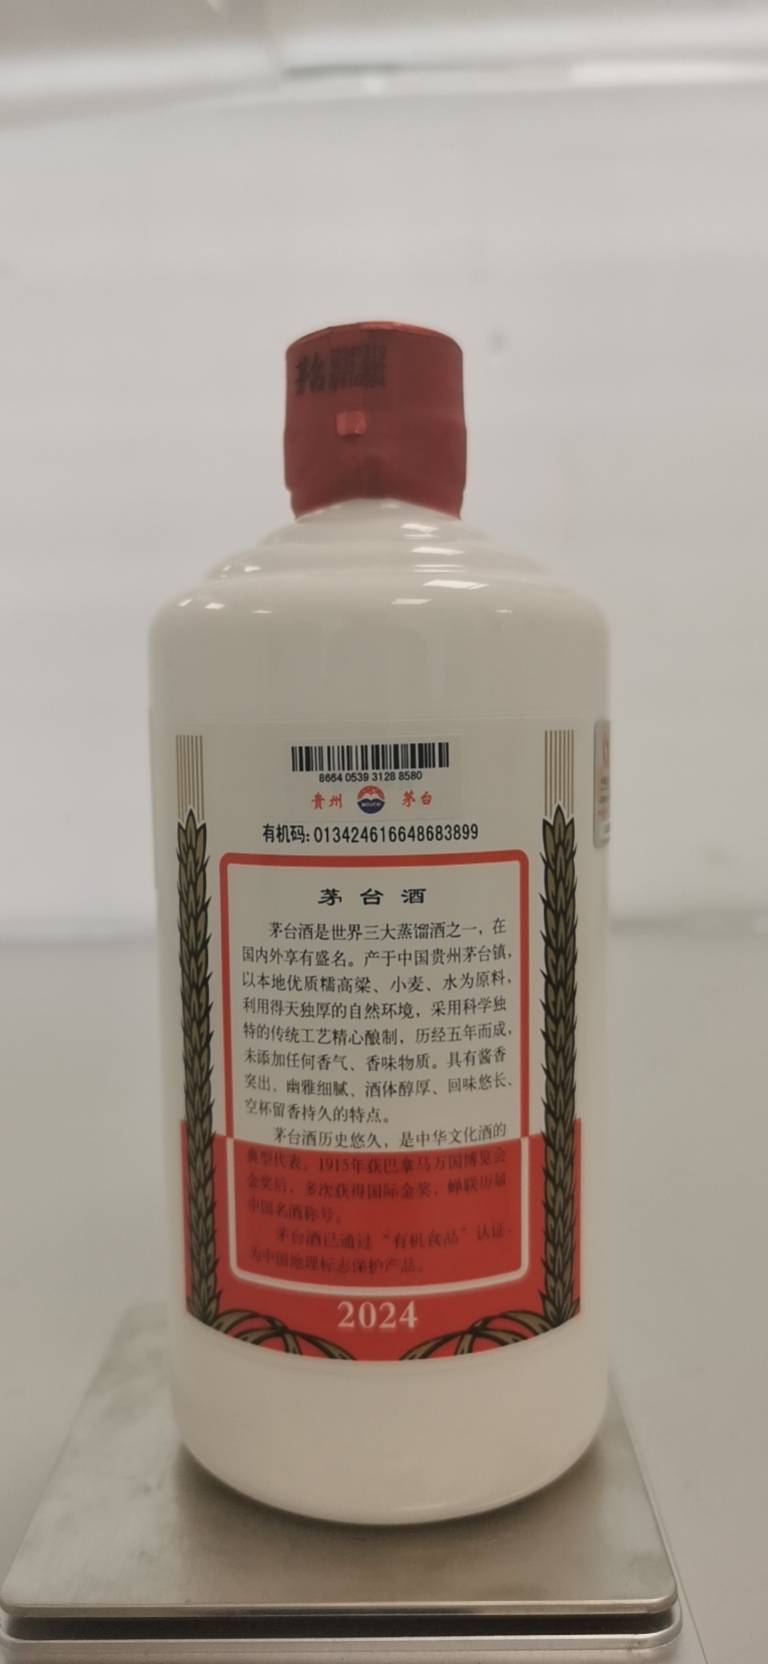 8664 0539 3128 8580
贵州 茅台
有机码:013424616648683899
茅台酒
茅台酒是世界三大蒸馏酒之一，在
国内外享有盛名。产于中国贵州茅台镇，
以本地优质糯高粱、小麦、水为原料，
利用得天独厚的自然环境，采用科学独
特的传统工艺精心酿制，历经五年而成，
未添加任何香气、香味物质。具有酱香
突出、幽雅细腻、酒体醇厚、回味悠长、
空杯留香持久的特点。
茅台酒历史悠久，是中华文化酒的
典型代表。1915年获巴拿马万国博览会
金奖后，多次获得国际金奖，蝉联历届
中国名酒称号。
茅台酒已通过“有机食品”认证，
为中国地理标志保护产品。
2024